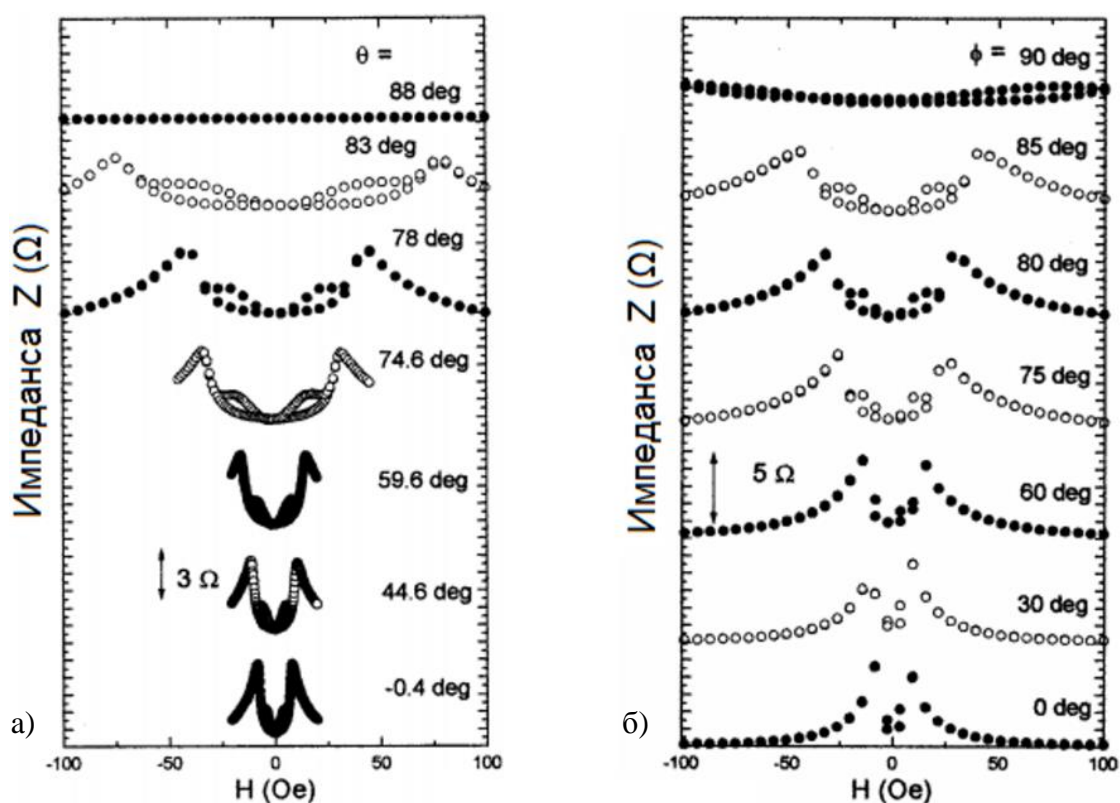 θ =
88 deg
83 deg
78 deg
74.6 deg
59.6 deg
3 Ω
44.6 deg
-0.4 deg
Импеданса Z (Ω)
а)
-100 -50 0 50 100
H (Oe)
ϕ = 90 deg
85 deg
80 deg
75 deg
5 Ω
60 deg
30 deg
0 deg
Импеданса Z (Ω)
б)
-100 -50 0 50 100
H (Oe)